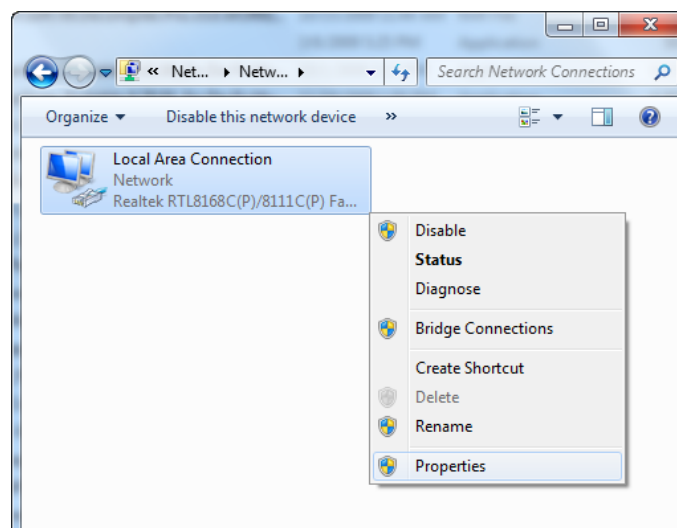 « Net... Netw...
Search Network Connections
Organize
Disable this network device
»
Local Area Connection
Network
Realtek RTL8168C(P)/8111C(P) Fa...
Disable
Status
Diagnose
Bridge Connections
Create Shortcut
Delete
Rename
Properties